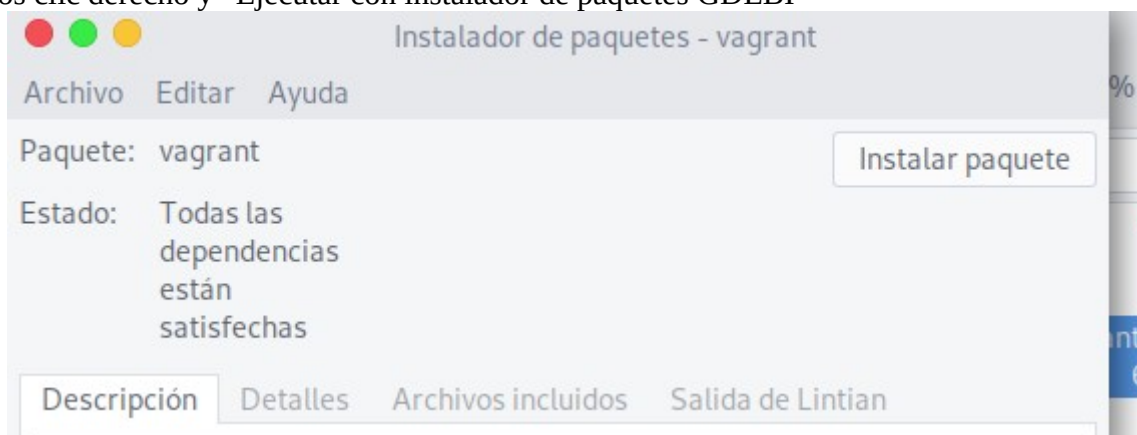 clic derecho y "Ejecutar con instalador de paquetes GDEBI"
Instalador de paquetes - vagrant
Archivo Editar Ayuda
%
Paquete: vagrant
Instalar paquete
Estado: Todas las
dependencias
están
satisfechas
Descripción Detalles Archivos incluidos Salida de Lintian